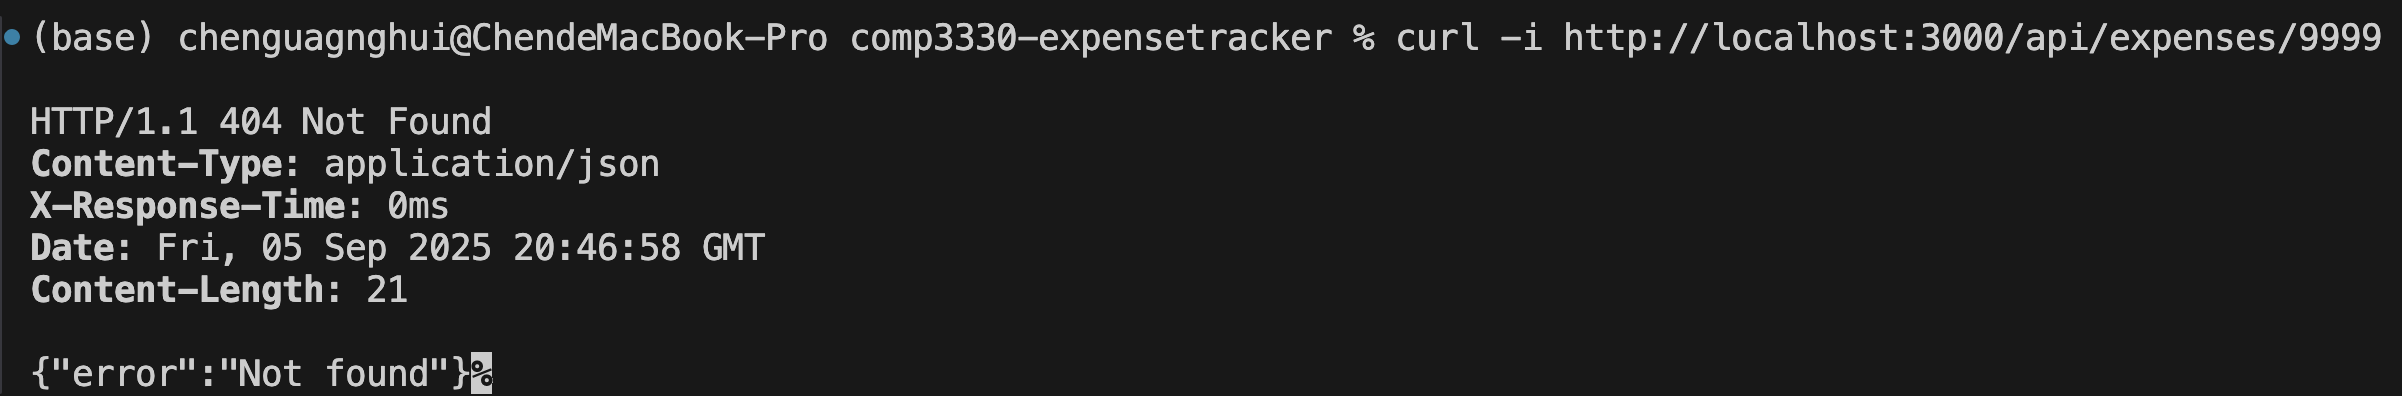 (base) chenguagnghui@ChendeMacBook-Pro comp3330-expensetracker % curl -i http://localhost:3000/api/expenses/9999
HTTP/1.1 404 Not Found
Content-Type: application/json
X-Response-Time: 0ms
Date: Fri, 05 Sep 2025 20:46:58 GMT
Content-Length: 21
{"error":"Not found"}%